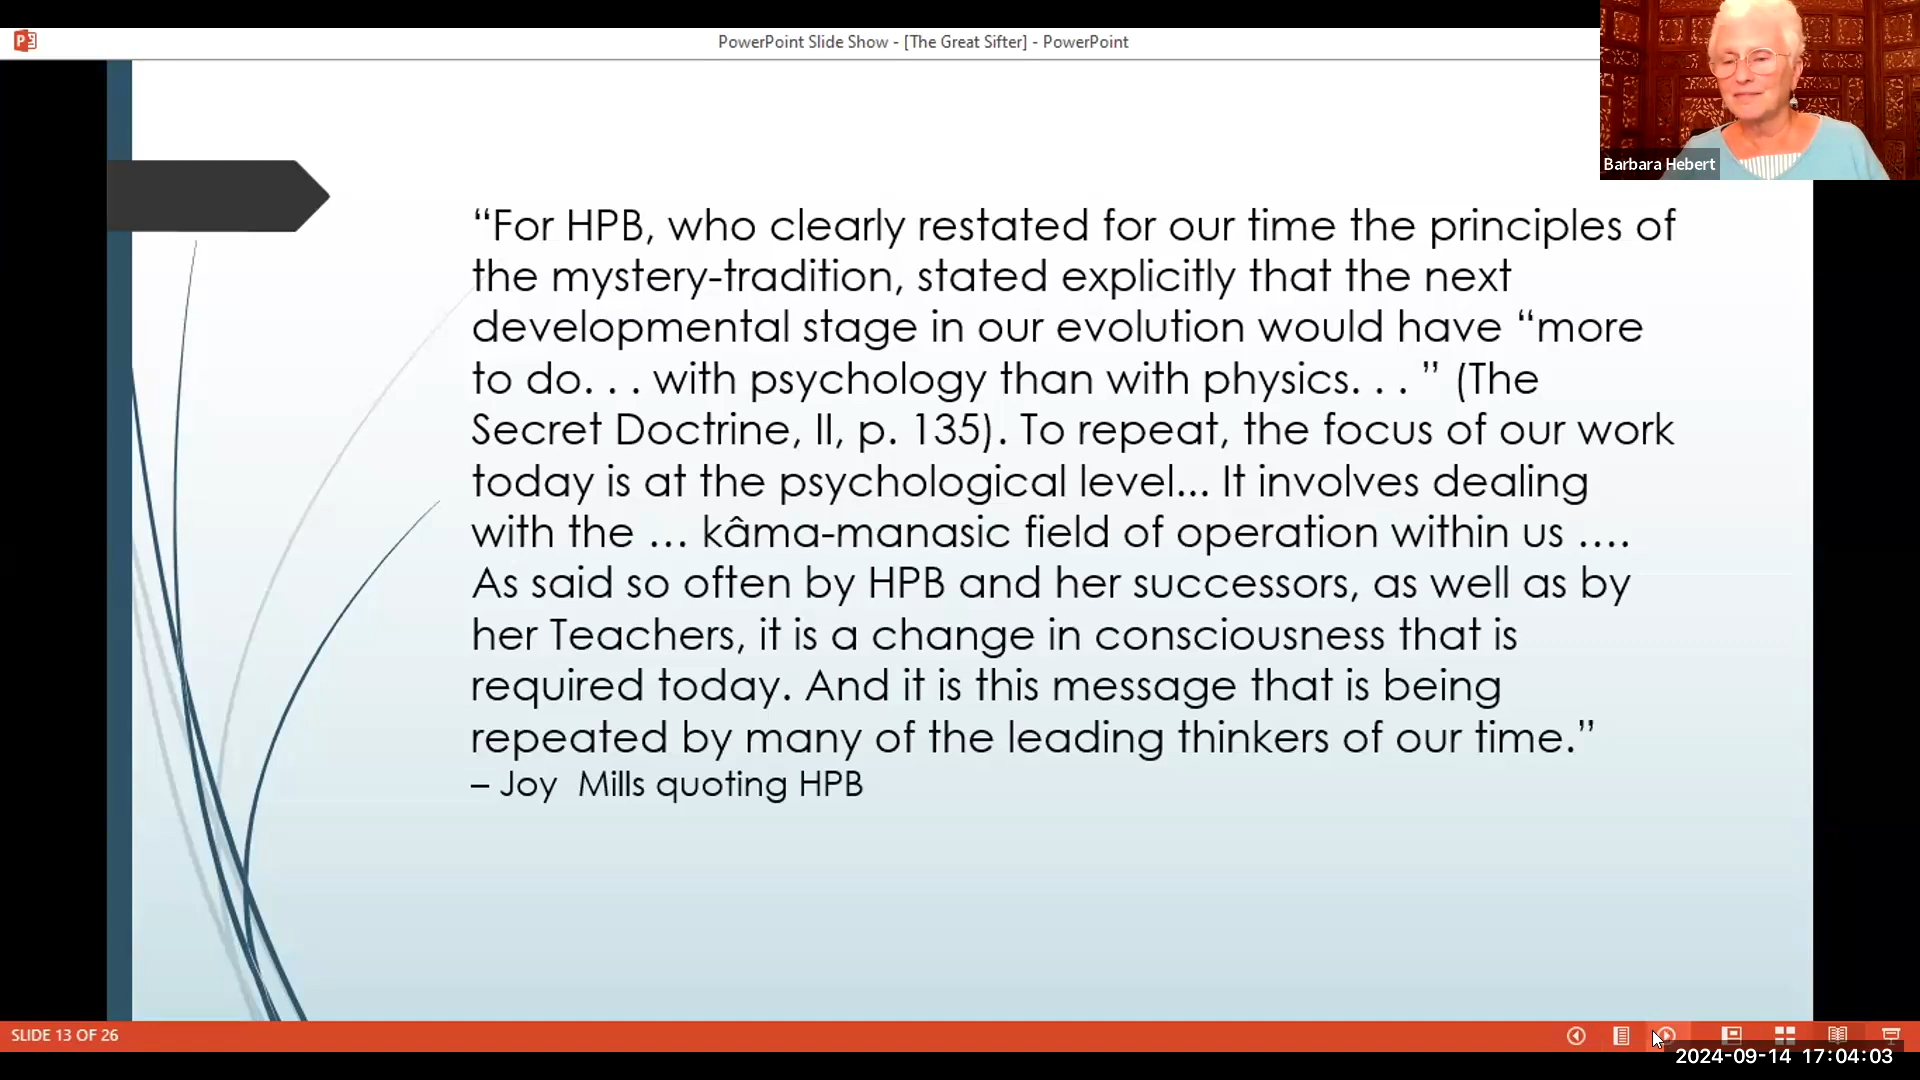 PowerPoint Slide Show - [The Great Sifter] - PowerPoint
Barbara Hebert
“For HPB, who clearly restated for our time the principles of
the mystery-tradition, stated explicitly that the next
developmental stage in our evolution would have “more
to do. . . with psychology than with physics. . . ” (The
Secret Doctrine, II, p. 135). To repeat, the focus of our work
today is at the psychological level... It involves dealing
with the ... kâma-manasic field of operation within us ....
As said so often by HPB and her successors, as well as by
her Teachers, it is a change in consciousness that is
required today. And it is this message that is being
repeated by many of the leading thinkers of our time.”
– Joy  Mills quoting HPB
SLIDE 13 OF 26
2024-09-14 17:04:03